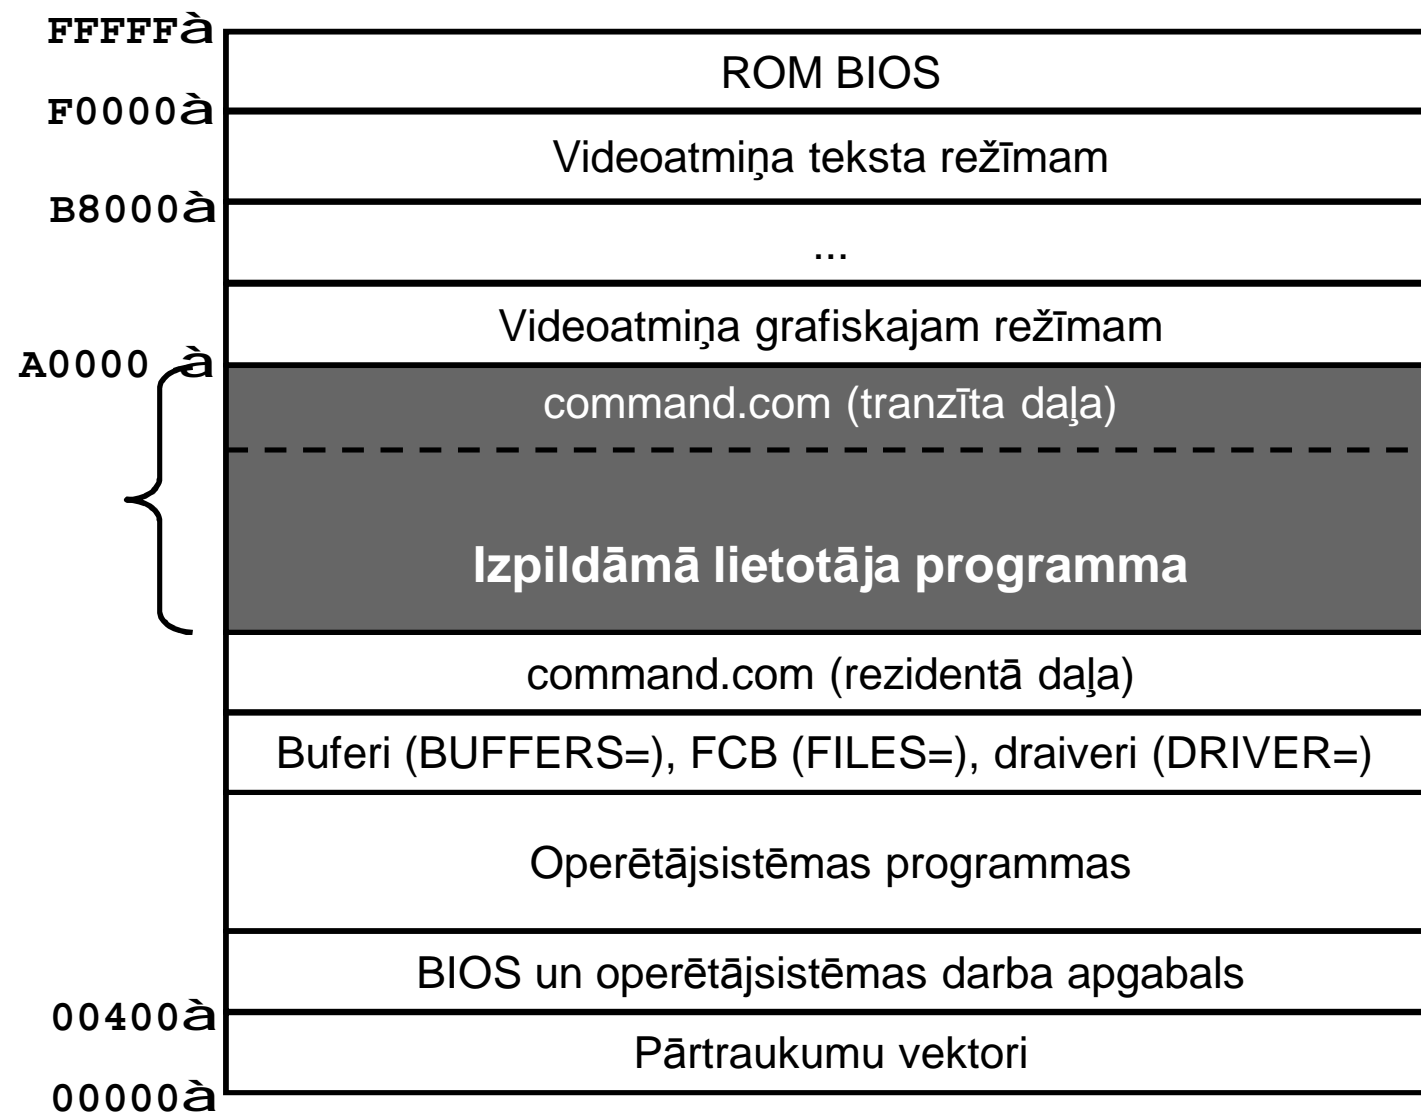 FFFFFà
ROM BIOS
F0000à
Videoatmiņa teksta režīmam
B8000à
...
Videoatmiņa grafiskajam režīmam
A0000 à
command.com (tranzīta daļa)
Izpildāmā lietotāja programma
command.com (rezidentā daļa)
Buferi (BUFFERS=), FCB (FILES=), draiveri (DRIVER=)
Operētājsistēmas programmas
BIOS un operētājsistēmas darba apgabals
00400à
Pārtraukumu vektori
00000à